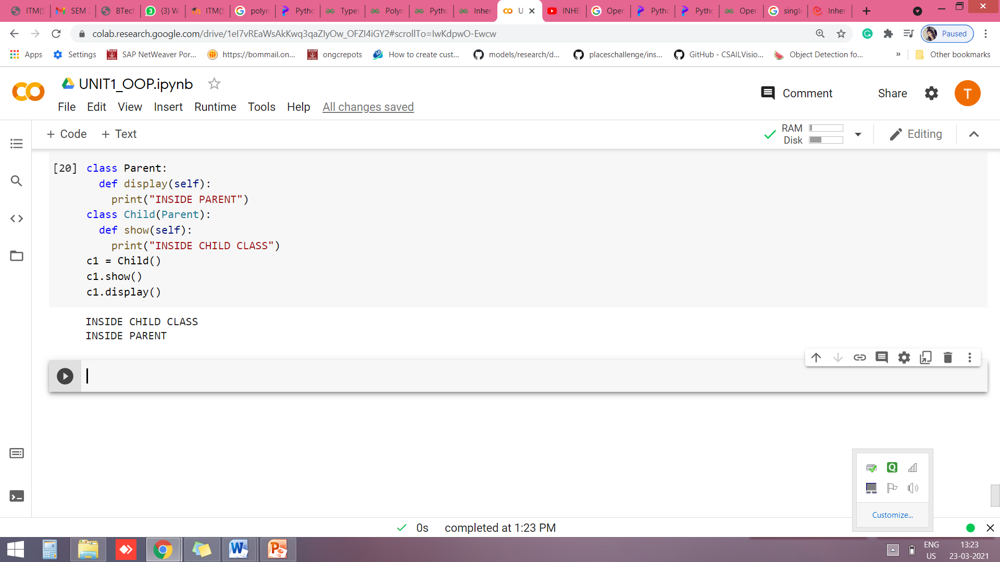 ITM(S SEM BTech (3) W ITM(S polyn Pytho Types Polyn Pytho Inher U INHE Oper Pytho Pytho Oper single Inher
colab.research.google.com/drive/1eI7vREaWsAkKwq3qaZIyOw_OFZI4iGY2#scrollTo=IwKdpwO-Ewcw Paused
Apps Settings SAP NetWeaver Por... https://bommail.on... ongcrepots How to create cust... models/research/d... placeschallenge/ins... GitHub - CSAILVisio... Object Detection fo... » Other bookmarks
UNIT1_OOP.ipynb
Comment Share T
File Edit View Insert Runtime Tools Help All changes saved
+ Code + Text RAM Disk Editing
[20] class Parent:
def display(self):
print("INSIDE PARENT")
class Child(Parent):
def show(self):
print("INSIDE CHILD CLASS")
c1 = Child()
c1.show()
c1.display()
INSIDE CHILD CLASS
INSIDE PARENT
Customize...
0s completed at 1:23 PM
ENG 13:23
US 23-03-2021